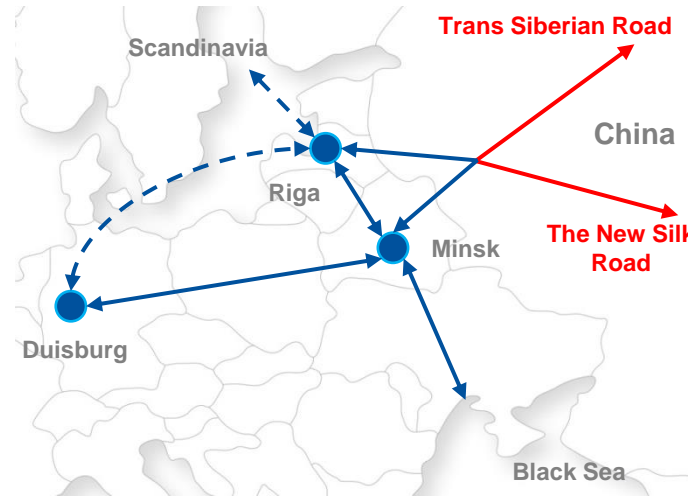 Trans Siberian Road
Scandinavia
China
Riga
The New Silk
Road
Minsk
Duisburg
Black Sea